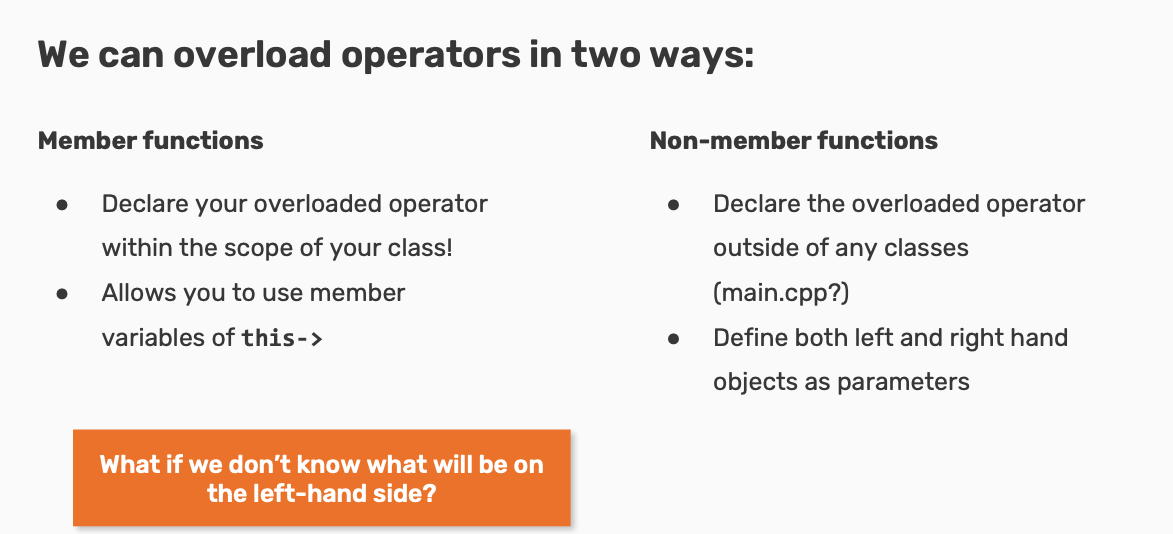 We can overload operators in two ways:
Member functions
● Declare your overloaded operator
within the scope of your class!
● Allows you to use member
variables of this->
What if we don’t know what will be on
the left-hand side?
Non-member functions
● Declare the overloaded operator
outside of any classes
(main.cpp?)
● Define both left and right hand
objects as parameters